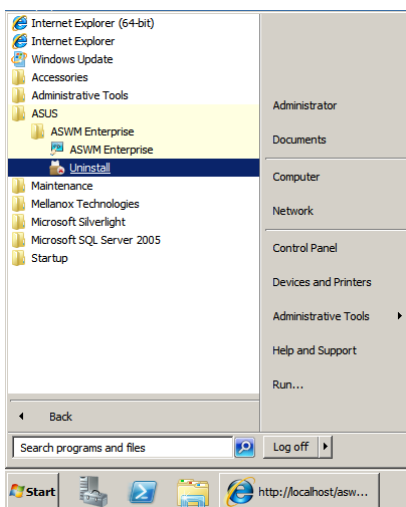 Internet Explorer (64-bit)
Internet Explorer
Windows Update
Accessories
Administrative Tools
ASUS
ASWM Enterprise
ASWM Enterprise
Uninstall
Maintenance
Mellanox Technologies
Microsoft Silverlight
Microsoft SQL Server 2005
Startup
Back
Search programs and files
Administrator
Documents
Computer
Network
Control Panel
Devices and Printers
Administrative Tools
Help and Support
Run...
Log off
Start
http://localhost/asw...